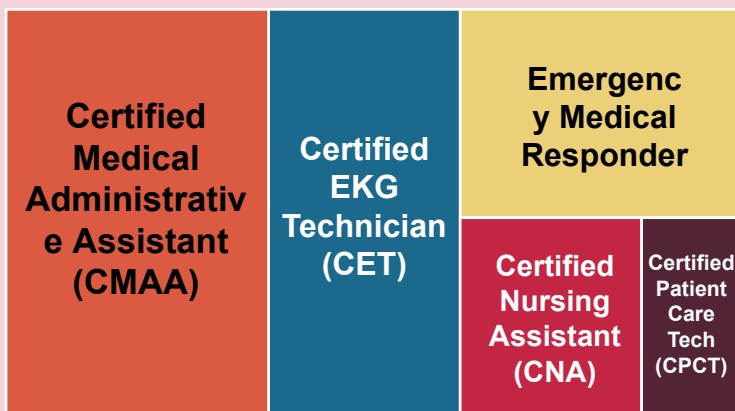 Certified
Medical
Administrativ
e Assistant
(CMAA)
Certified
EKG
Technician
(CET)
Emergenc
y Medical
Responder
Certified
Nursing
Assistant
(CNA)
Certified
Patient
Care
Tech
(CPCT)